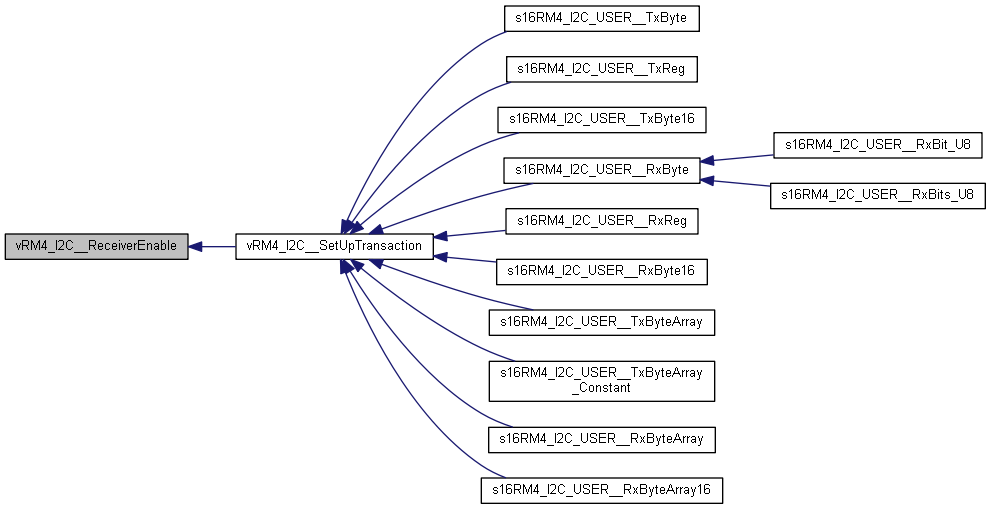 s16RM4_I2C_USER__TxByte
s16RM4_I2C_USER__TxReg
s16RM4_I2C_USER__TxByte16
s16RM4_I2C_USER__RxByte
s16RM4_I2C_USER__RxBit_U8
s16RM4_I2C_USER__RxBits_U8
s16RM4_I2C_USER__RxReg
vRM4_I2C__ReceiverEnable
vRM4_I2C__SetUpTransaction
s16RM4_I2C_USER__RxByte16
s16RM4_I2C_USER__TxByteArray
s16RM4_I2C_USER__TxByteArray
_Constant
s16RM4_I2C_USER__RxByteArray
s16RM4_I2C_USER__RxByteArray16